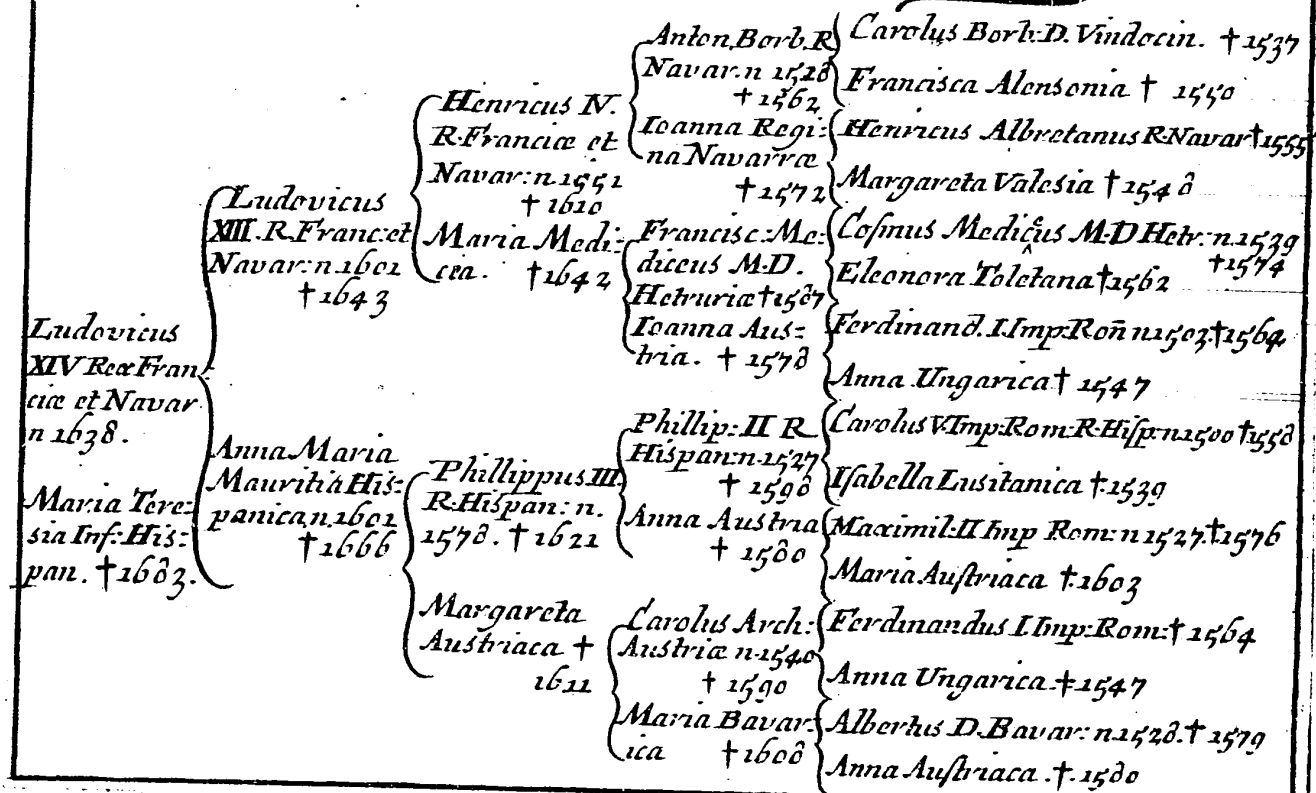 Ludovicus
XIV Rex Fran
ciæ et Navar
n 1638.
Maria Tere:
sia Inf: His:
pan. †1683.
Ludovicus
XIII. R. Franc: et
Navar: n. 1601
†1643
Anna Maria
Mauritia His:
panica n. 1601
†1666
Henricus IV.
R. Franciæ et
Navar: n. 1551
†1610
Maria Medi:
cea. †1642
Phillippus III.
R. Hispan: n.
1578. †1621
Margareta
Austriaca †
1611
Anton. Borb. R
Navar. n 1518
†1562
Ioanna Regi:
na Navarræ
†1572
Francisc: Me:
diceus M.D.
Hetruriæ †1587
Ioanna Aus:
tria. †1578
Phillip: II R
Hispan: n. 1527
†1598
Anna Austria
†1580
Carolus Arch:
Austriæ n. 1540
†1590
Maria Bavar:
ica †1608
Carolus Borb: D. Vindocin. †1537
Francisca Alensonia † 1550
Henricus Albretanus R. Navar †1555
Margareta Valesia †1548
Cosmus Medicus M.D Hetr: n. 1539
†1574
Eleonora Toletana †1562
Ferdinand. I. Imp: Rom̃ n 1503. †1564
Anna Ungarica † 1547
Carolus V. Imp: Rom: R. Hisp: n 1500 †1558
Isabella Lusitanica †.1539
Maximil: II Imp Rom: n 1527. †1576
Maria Austriaca †.1603
Ferdinandus I Imp: Rom: † 1564
Anna Ungarica. †1547
Albertus D. Bavar: n. 1528. †1579
Anna Austriaca .†. 1580